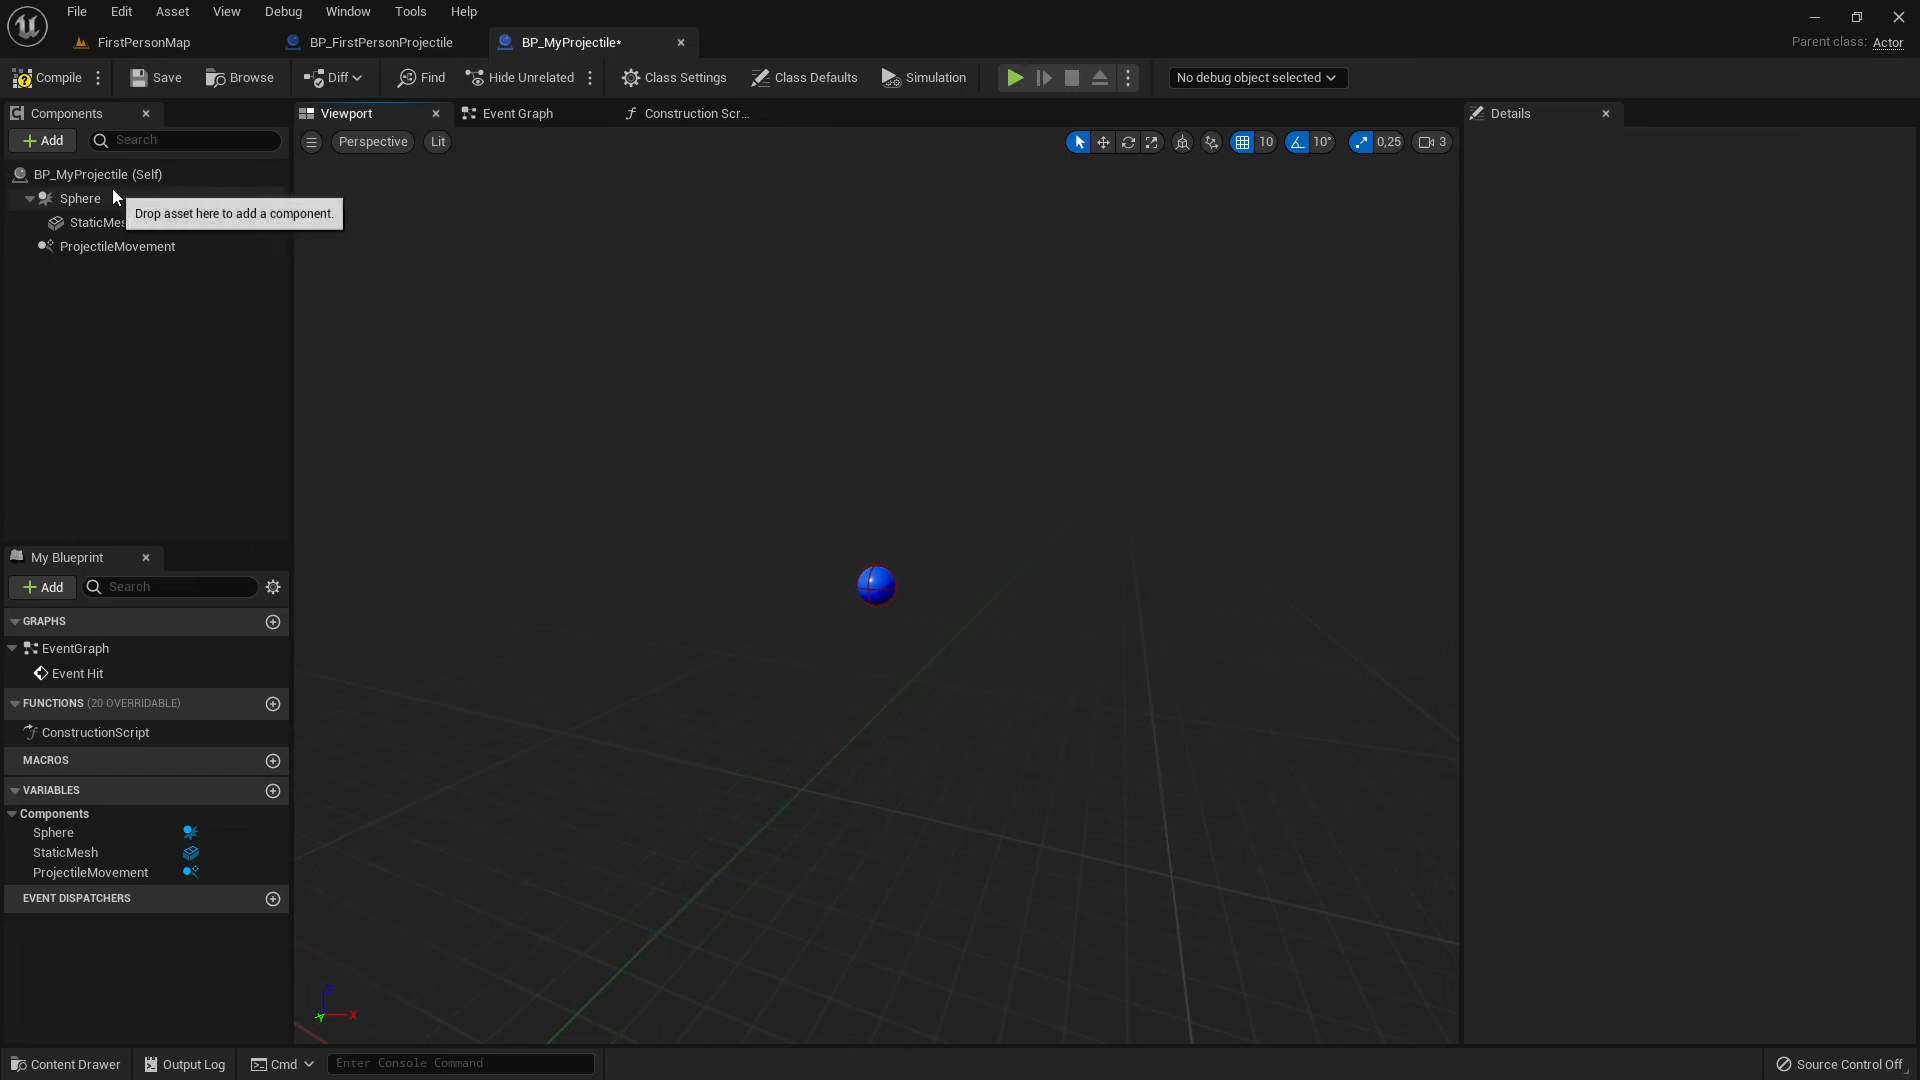 File Edit Asset View Debug Window Tools Help
FirstPersonMap BP_FirstPersonProjectile BP_MyProjectile* Parent class: Actor
Compile Save Browse Diff Find Hide Unrelated Class Settings Class Defaults Simulation No debug object selected
Components Viewport Event Graph Construction Scr... Details
Add Search Perspective Lit 10 10° 0,25 3
BP_MyProjectile (Self)
Sphere
Drop asset here to add a component.
StaticMes
ProjectileMovement
My Blueprint
Add Search
GRAPHS
EventGraph
Event Hit
FUNCTIONS (20 OVERRIDABLE)
ConstructionScript
MACROS
VARIABLES
Components
Sphere
StaticMesh
ProjectileMovement
EVENT DISPATCHERS
Z
Y X
Content Drawer Output Log Cmd Enter Console Command Source Control Off